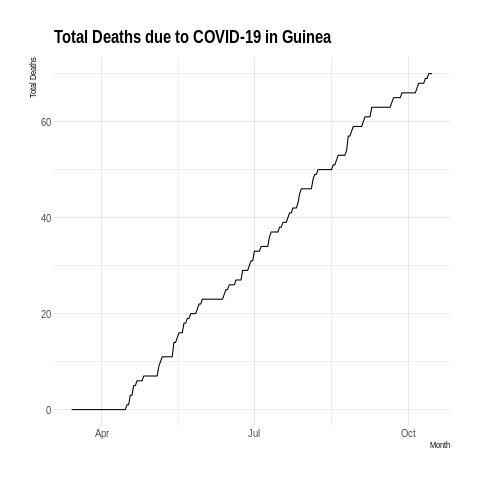 Total Deaths due to COVID-19 in Guinea
Total Deaths
60
40
20
0
Apr
Jul
Oct
Month